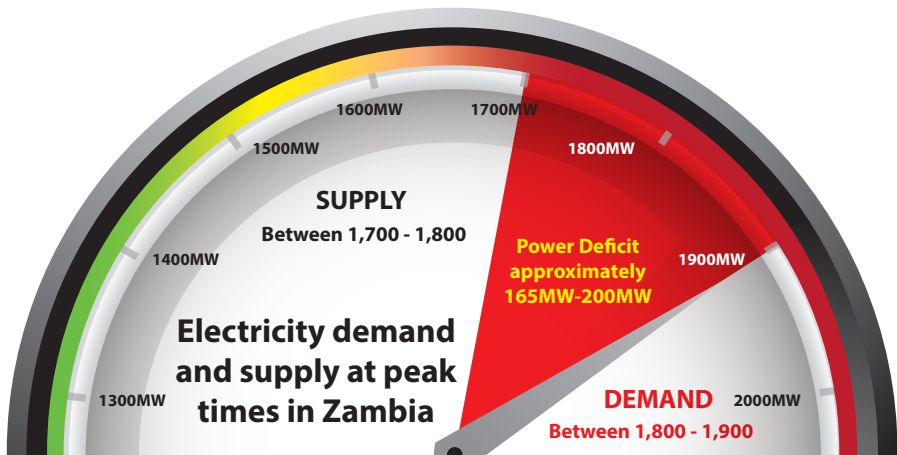 1300MW
1400MW
1500MW
1600MW
1700MW
1800MW
1900MW
2000MW
SUPPLY
Between 1,700 - 1,800
Power Deficit
approximately
165MW-200MW
Electricity demand
and supply at peak
times in Zambia
DEMAND
Between 1,800 - 1,900